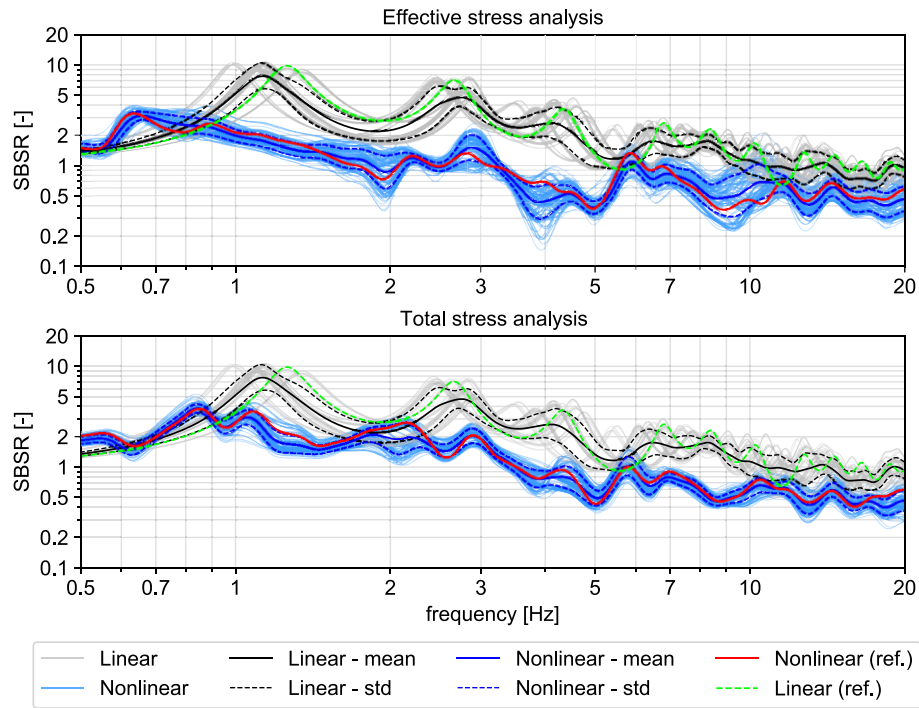 Effective stress analysis
SBSR [-]
20
10
5
2
1
0.5
0.2
0.1
0.5 0.7 1 2 3 5 7 10 20
Total stress analysis
SBSR [-]
20
10
5
2
1
0.5
0.2
0.1
0.5 0.7 1 2 3 5 7 10 20
frequency [Hz]
Linear Linear - mean Nonlinear - mean Nonlinear (ref.)
Nonlinear Linear - std Nonlinear - std Linear (ref.)